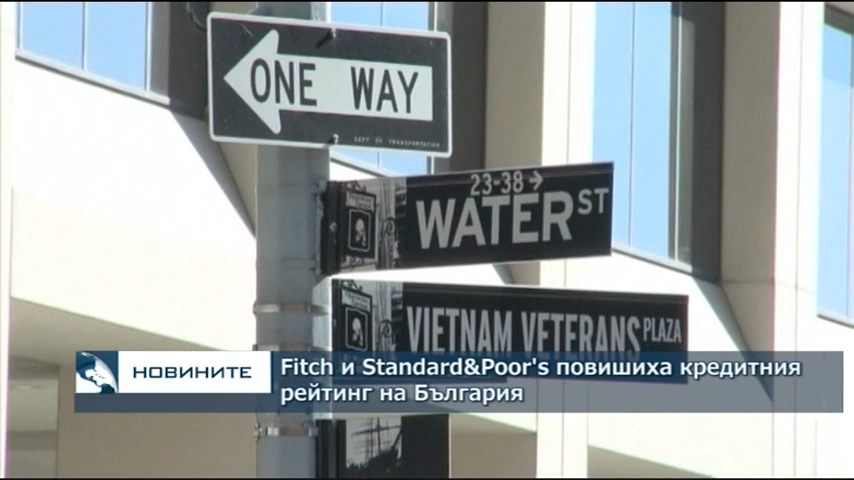 ONE WAY
DEPT OF TRANSPORTATION
23-38 →
WATER ST
VIETNAM VETERANS PLAZA
НОВИНИТЕ
Fitch и Standard&Poor's повишиха кредитния
рейтинг на България